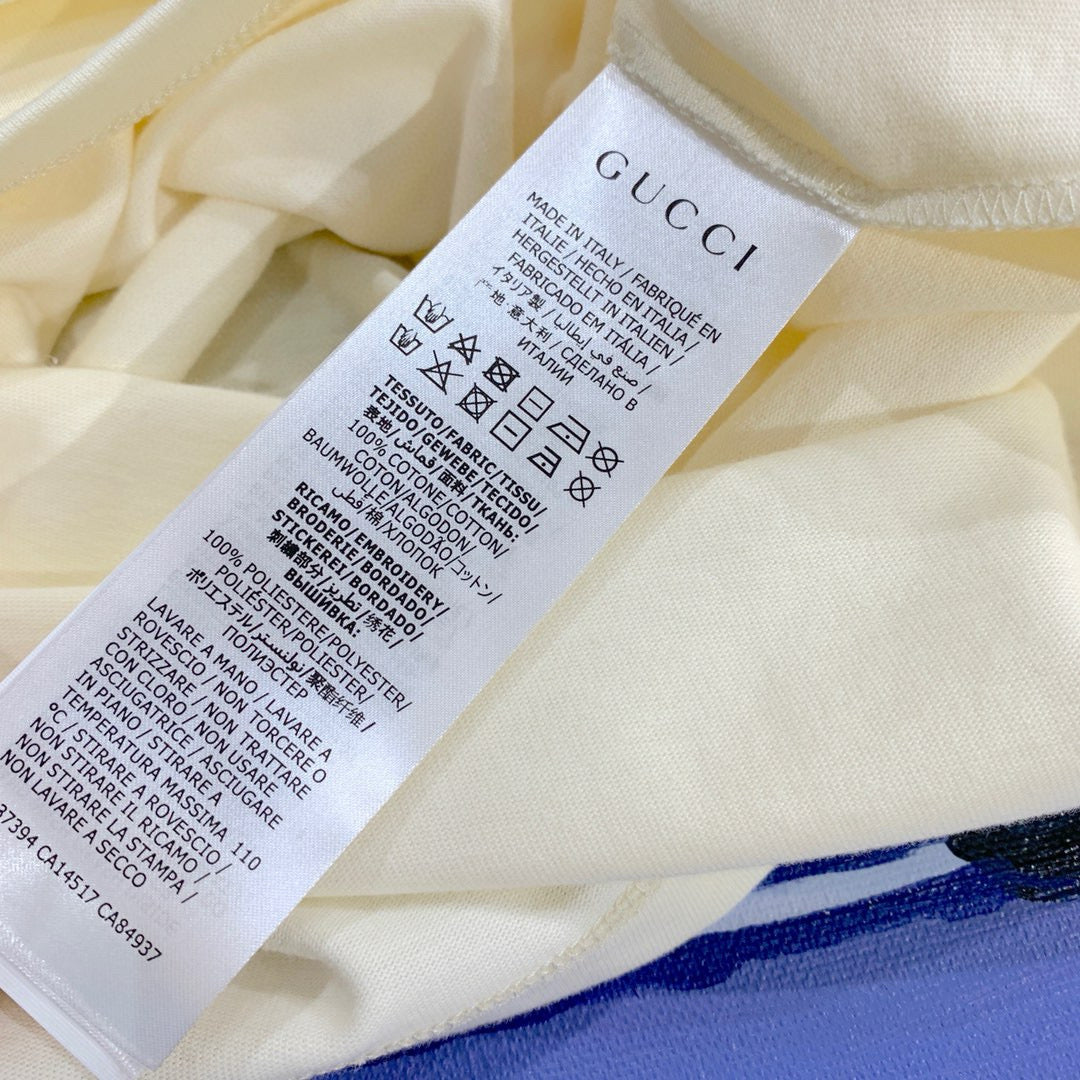 GUCCI
MADE IN ITALY / FABRIQUÉ EN
ITALIE / HECHO EN ITALIA /
HERGESTELLT IN ITALIEN /
FABRICADO EM ITÁLIA /
イタリア製 / صنع في إيطاليا /
地:意大利 / СДЕЛАНО В
ИТАЛИИ
TESSUTO/FABRIC/TISSU/
TEJIDO/GEWEBE/TECIDO/
表地/قماش/面料/ТКАНЬ:
100% COTONE/COTTON/
COTON/ALGODON/
BAUMWOLLE/ALGODÃO/コットン/
قطن/棉/ХЛОПОК
RICAMO/EMBROIDERY/
BRODERIE/BORDADO/
STICKEREI/BORDADO/
刺繍部分/تطريز/绣花/
ВЫШИВКА:
100% POLIESTERE/POLYESTER/
POLIÉSTER/POLIESTER/
ポリエステル/بوليستر/聚酯纤维/
ПОЛИЭСТЕР
LAVARE A MANO / LAVARE A
ROVESCIO / NON TORCERE O
STRIZZARE / NON TRATTARE
CON CLORO / NON USARE
ASCIUGATRICE / ASCIUGARE
IN PIANO / STIRARE A
TEMPERATURA MASSIMA 110
°C / STIRARE A ROVESCIO /
NON STIRARE IL RICAMO /
NON STIRARE LA STAMPA /
NON LAVARE A SECCO
37394 CA14517 CA84937